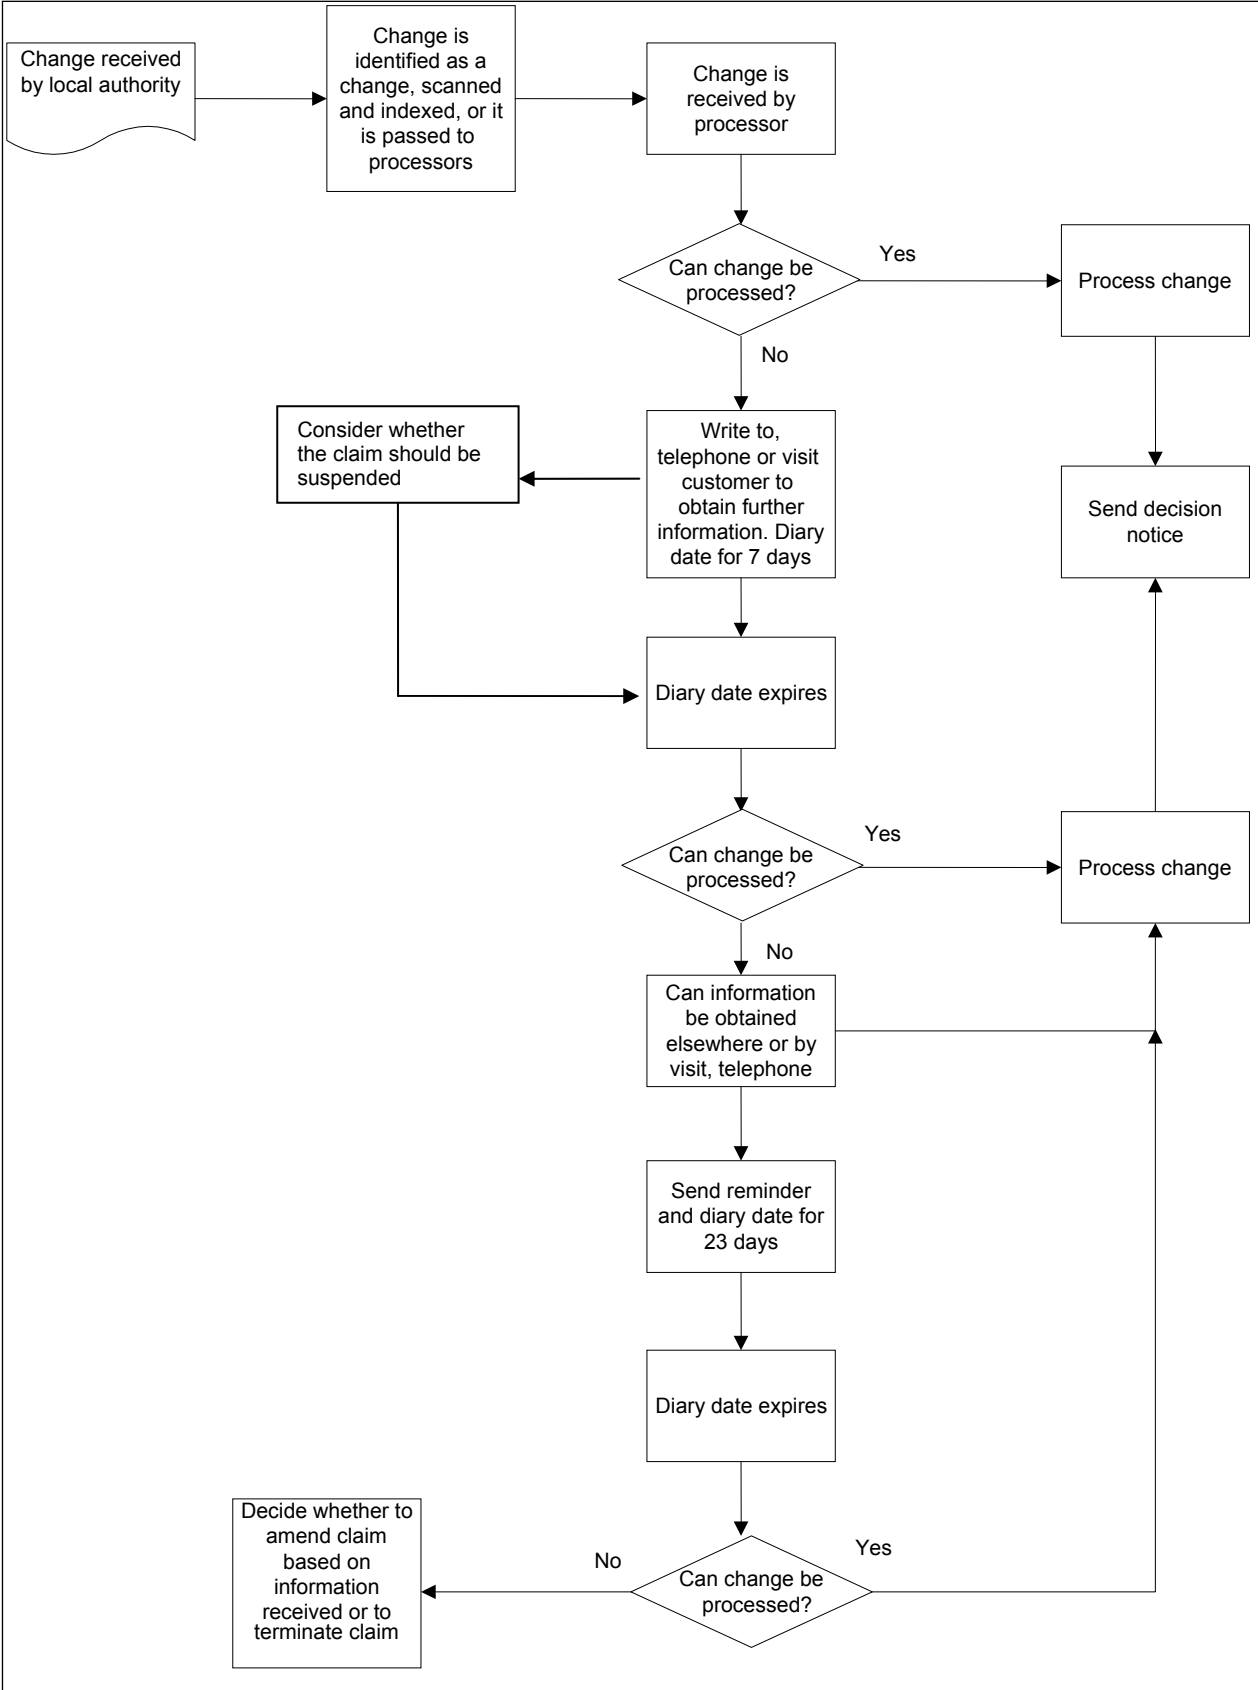 Change received
by local authority
Change is
identified as a
change, scanned
and indexed, or it
is passed to
processors
Change is
received by
processor
Can change be
processed?
Yes
Process change
No
Consider whether
the claim should be
suspended
Write to,
telephone or visit
customer to
obtain further
information. Diary
date for 7 days
Send decision
notice
Diary date expires
Can change be
processed?
Yes
Process change
No
Can information
be obtained
elsewhere or by
visit, telephone
Send reminder
and diary date for
23 days
Diary date expires
Can change be
processed?
Yes
No
Decide whether to
amend claim
based on
information
received or to
terminate claim